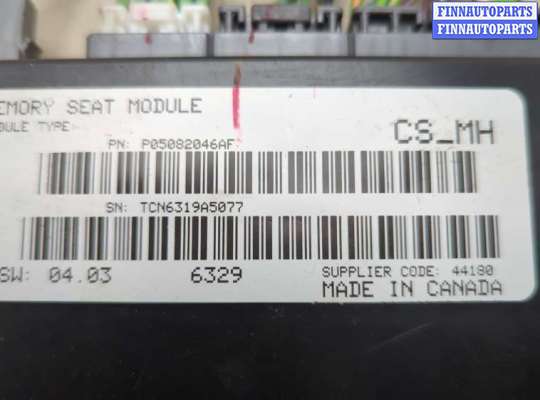 FINNAUTOPARTS
FINNAUTOPARTS
EMORY SEAT MODULE
DULE TYPE:
CS_MH
PN: P05082046AF
SN: TCN6319A5077
SW: 04.03 6329 SUPPLIER CODE: 44180
MADE IN CANADA